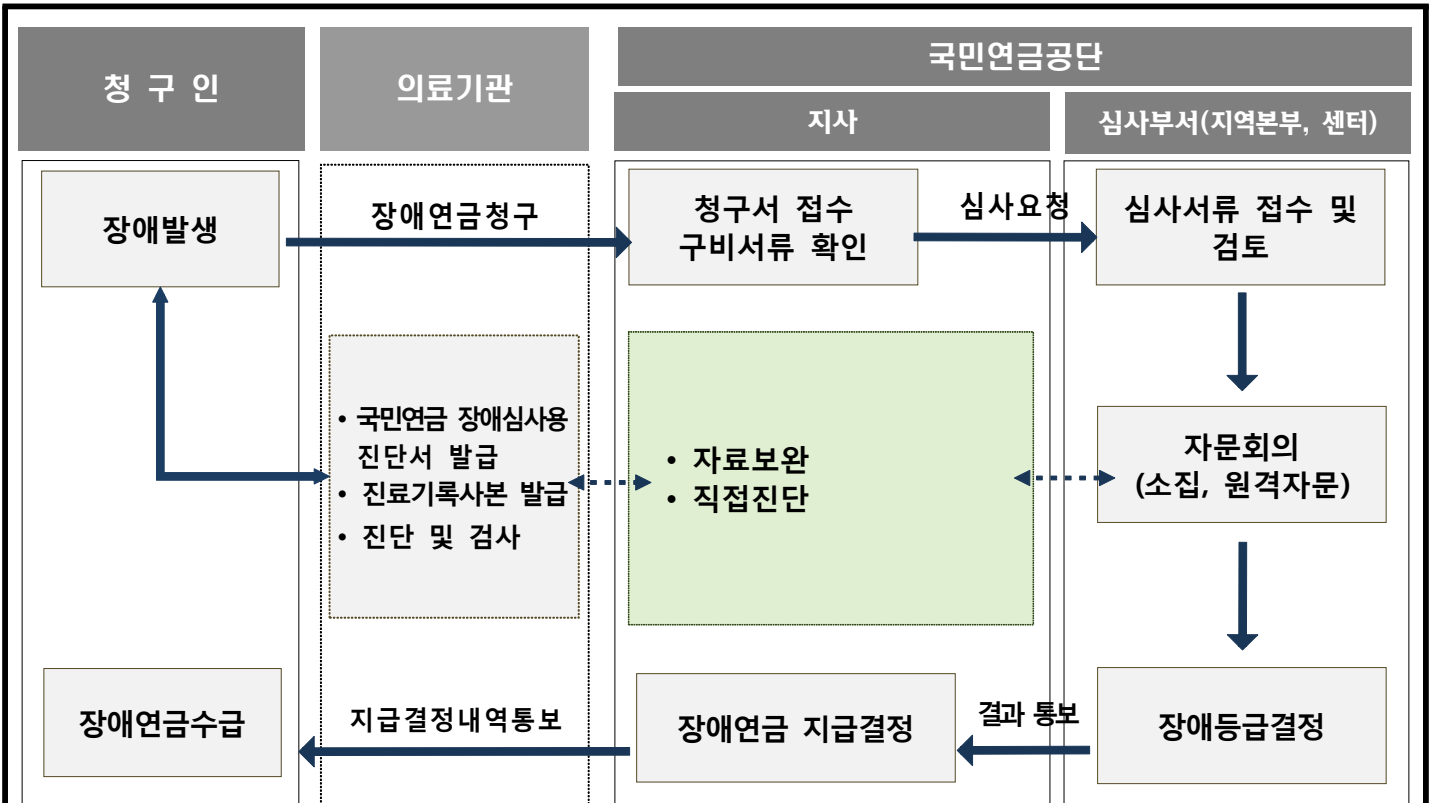 청 구 인
의료기관
국민연금공단
지사
심사부서(지역본부, 센터)
장애발생
장애연금청구
청구서 접수
구비서류 확인
심사요청
심사서류 접수 및
검토
• 국민연금 장애심사용
진단서 발급
• 진료기록사본 발급
• 진단 및 검사
• 자료보완
• 직접진단
자문회의
(소집, 원격자문)
장애연금수급
지급결정내역통보
장애연금 지급결정
결과 통보
장애등급결정